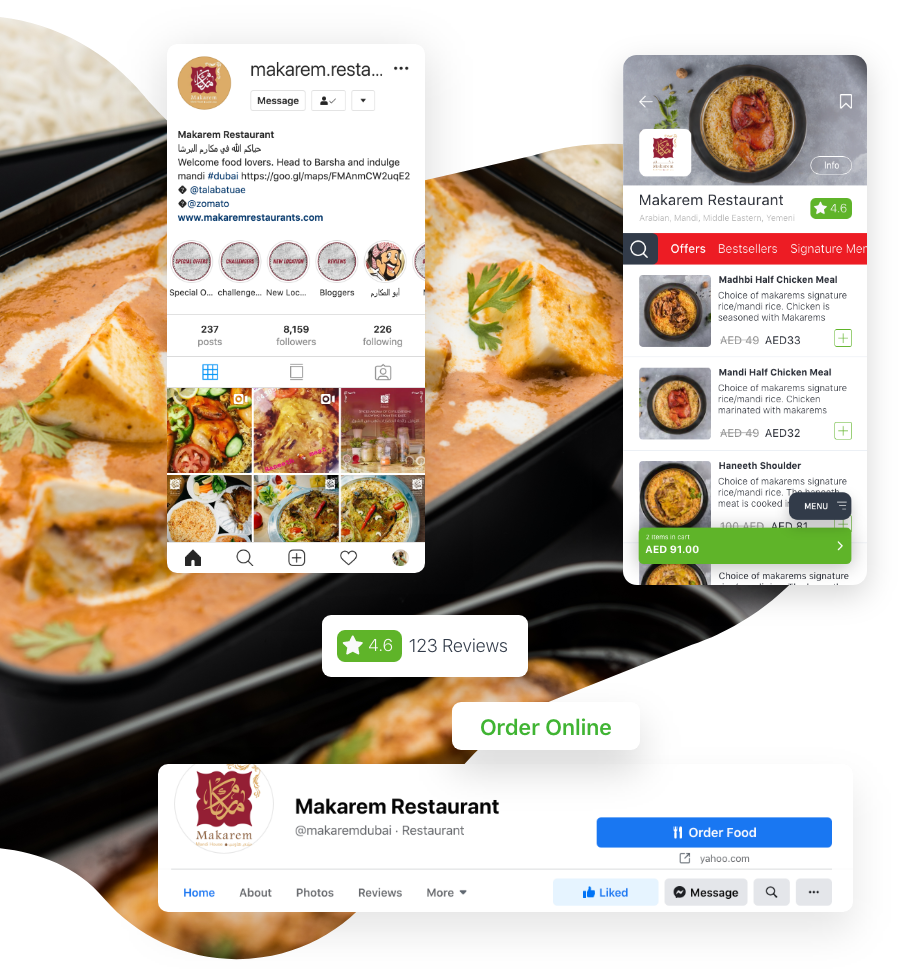 makarem.resta...
Message
Makarem Restaurant
حياكم الله في مكارم البرشا
Welcome food lovers. Head to Barsha and indulge
mandi #dubai https://goo.gl/maps/FMAnmCW2uqE2
� @talabatuae
�@zomato
www.makaremrestaurants.com
SPECIAL OFFERS
CHALLENGERS
NEW LOCATION
REVIEWS
Special O...
challenge...
New Loc...
Bloggers
أبو المكارم
237
8,159
226
posts
followers
following
Info
Makarem Restaurant
4.6
Arabian, Mandi, Middle Eastern, Yemeni
Offers
Bestsellers
Signature Mer
Madhbi Half Chicken Meal
Choice of makarems signature
rice/mandi rice. Chicken is
seasoned with Makarems
AED 49 AED33
Mandi Half Chicken Meal
Choice of makarems signature
rice/mandi rice. Chicken
marinated with makarems
AED 49 AED32
Haneeth Shoulder
Choice of makarems signature
rice/mandi rice. The haneeth
meat is cooked i
MENU
100 AED AED 81
2 items in cart
AED 91.00
Choice of makarems signature
4.6 123 Reviews
Order Online
Makarem
Makarem Restaurant
@makaremdubai · Restaurant
Order Food
yahoo.com
Home
About
Photos
Reviews
More
Liked
Message